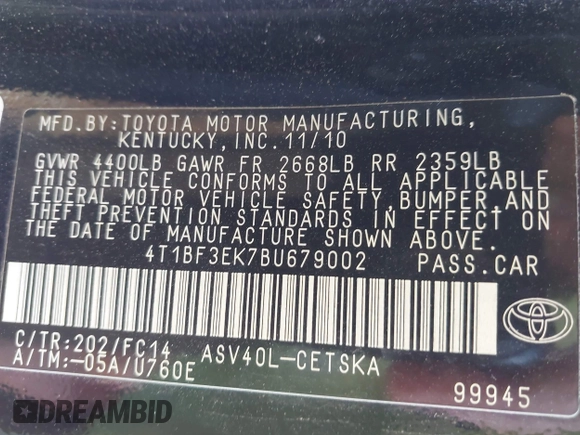 MFD.BY:TOYOTA MOTOR MANUFACTURING,
KENTUCKY,INC.11/10
GVWR 4400LB GAWR FR 2668LB RR 2359LB
THIS VEHICLE CONFORMS TO ALL APPLICABLE
FEDERAL MOTOR VEHICLE SAFETY,BUMPER,AND
THEFT PREVENTION STANDARDS IN EFFECT ON
THE DATE OF MANUFACTURE SHOWN ABOVE.
4T1BF3EK7BU679002 PASS.CAR
C/TR:202/FC14 ASV40L-CETSKA
A/TM:-05A/U760E
99945
DREAMBID